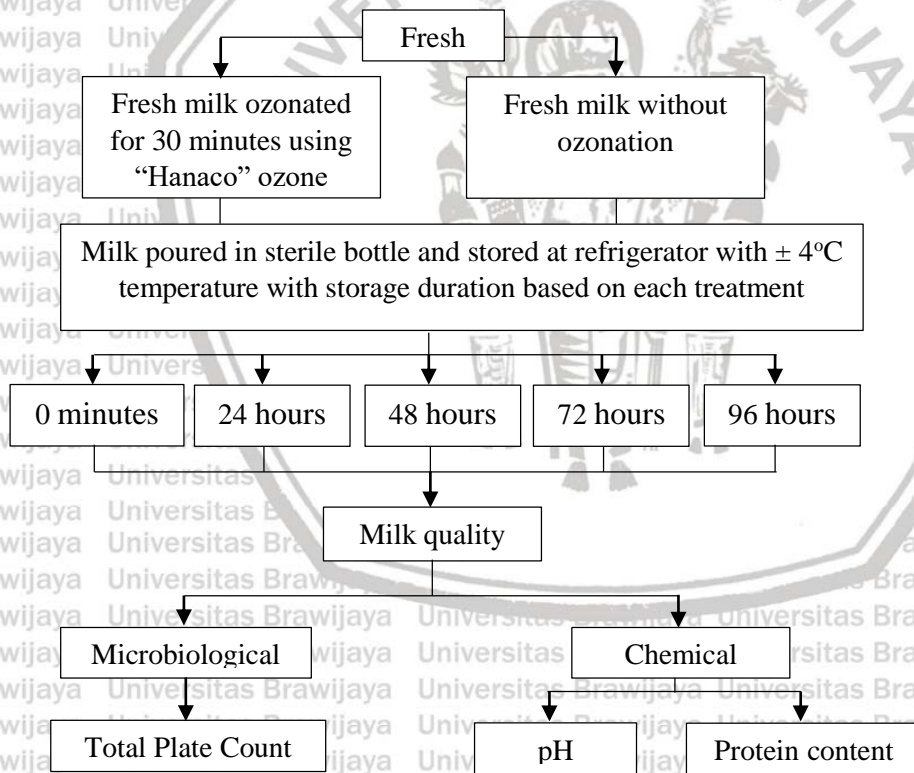 Fresh
Fresh milk ozonated
for 30 minutes using
“Hanaco” ozone
Fresh milk without
ozonation
Milk poured in sterile bottle and stored at refrigerator with ± 4°C
temperature with storage duration based on each treatment
0 minutes
24 hours
48 hours
72 hours
96 hours
Milk quality
Microbiological
Chemical
Total Plate Count
pH
Protein content